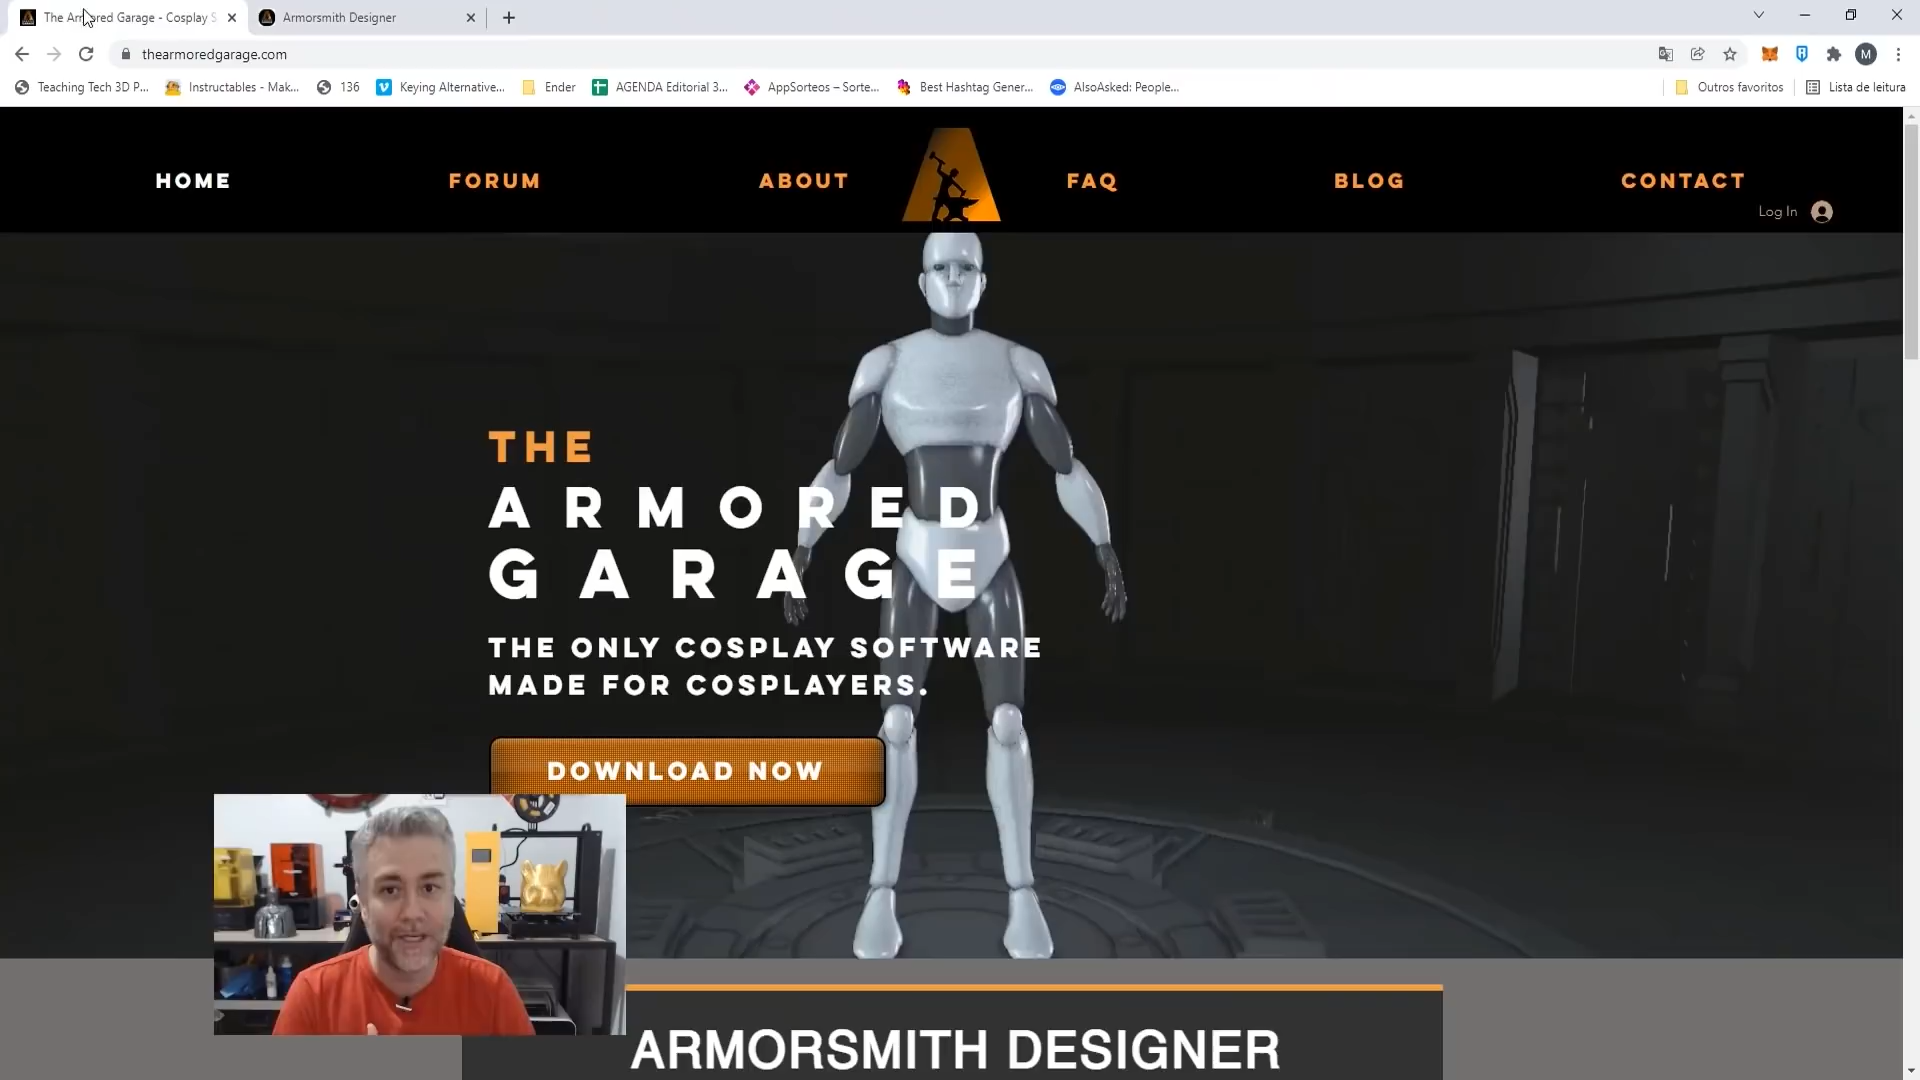 The Armored Garage - Cosplay S
Armorsmith Designer
thearmoredgarage.com
M
Teaching Tech 3D P...
Instructables - Mak...
136
Keying Alternative...
Ender
AGENDA Editorial 3...
AppSorteos – Sorte...
Best Hashtag Gener...
AlsoAsked: People...
Outros favoritos
Lista de leitura
HOME
FORUM
ABOUT
FAQ
BLOG
CONTACT
Log In
THE
ARMORED
GARAGE
THE ONLY COSPLAY SOFTWARE
MADE FOR COSPLAYERS.
DOWNLOAD NOW
ARMORSMITH DESIGNER